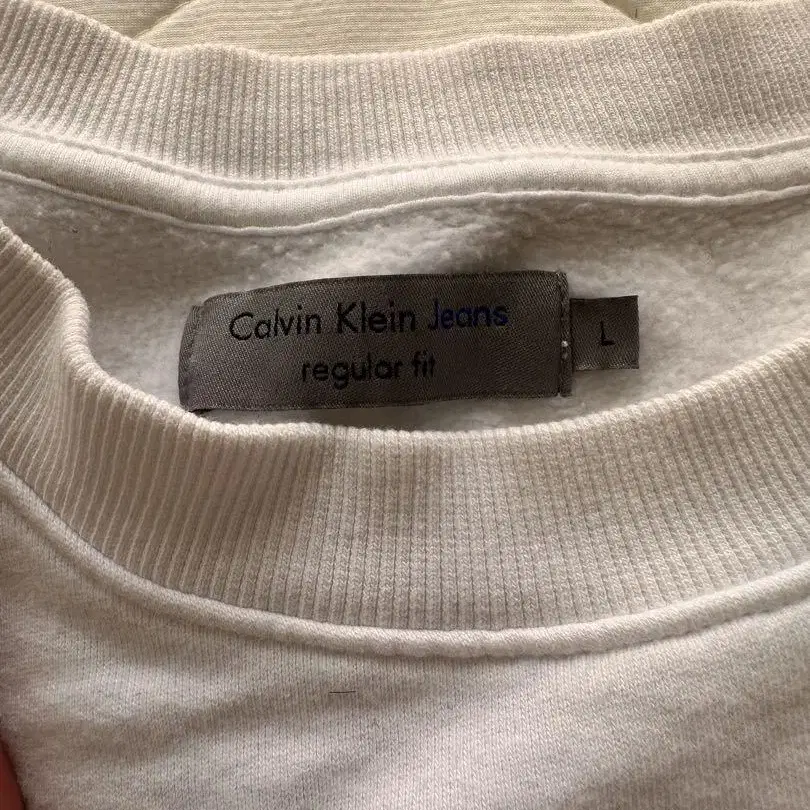 Calvin Klein Jeans
regular fit
L